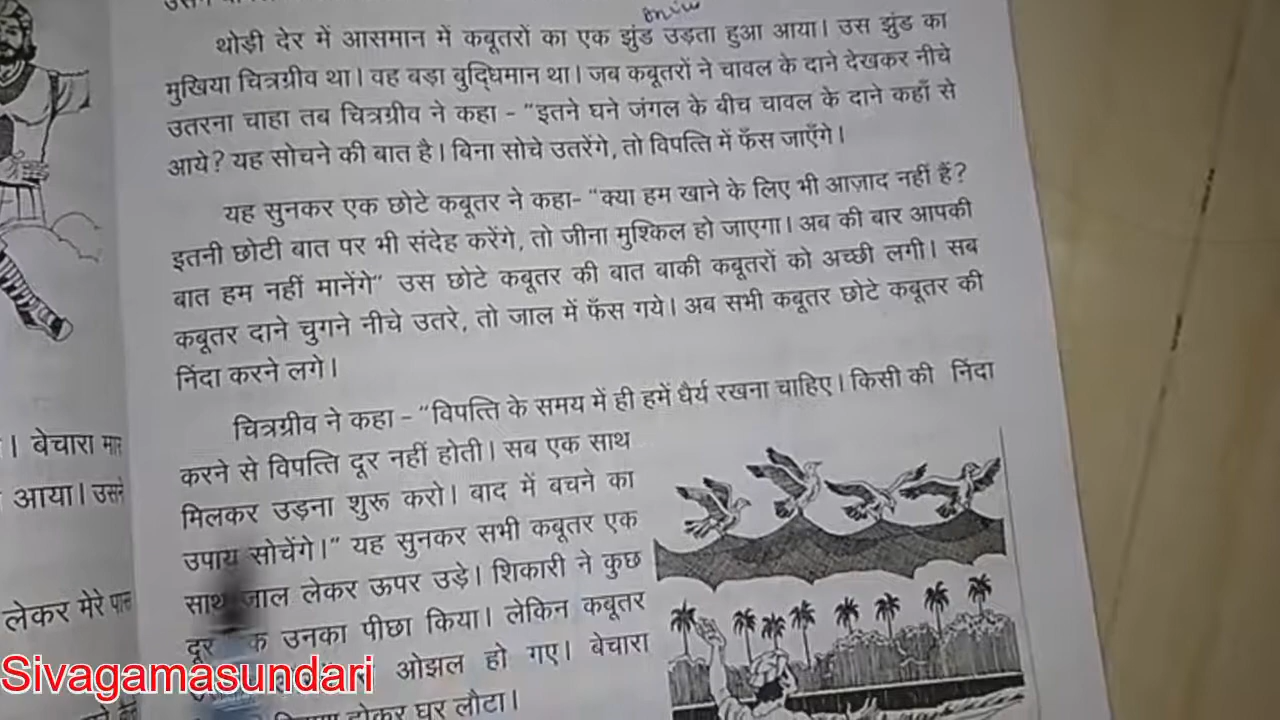 थोड़ी देर में आसमान में कबूतरों का एक झुंड उड़ता हुआ आया। उस झुंड का
मुखिया चित्रग्रीव था। वह बड़ा बुद्धिमान था। जब कबूतरों ने चावल के दाने देखकर नीचे
उतरना चाहा तब चित्रग्रीव ने कहा - "इतने घने जंगल के बीच चावल के दाने कहाँ से
आये? यह सोचने की बात है। बिना सोचे उतरेंगे, तो विपत्ति में फँस जाएँगे।
यह सुनकर एक छोटे कबूतर ने कहा- "क्या हम खाने के लिए भी आज़ाद नहीं हैं?
इतनी छोटी बात पर भी संदेह करेंगे, तो जीना मुश्किल हो जाएगा। अब की बार आपकी
बात हम नहीं मानेंगे" उस छोटे कबूतर की बात बाकी कबूतरों को अच्छी लगी। सब
कबूतर दाने चुगने नीचे उतरे, तो जाल में फँस गये। अब सभी कबूतर छोटे कबूतर की
निंदा करने लगे।
चित्रग्रीव ने कहा - "विपत्ति के समय में ही हमें धैर्य रखना चाहिए। किसी की निंदा
करने से विपत्ति दूर नहीं होती। सब एक साथ
मिलकर उड़ना शुरू करो। बाद में बचने का
उपाय सोचेंगे।" यह सुनकर सभी कबूतर एक
साथ जाल लेकर ऊपर उड़े। शिकारी ने कुछ
दूर उनका पीछा किया। लेकिन कबूतर
ओझल हो गए। बेचारा
होकर घर लौटा।
। बेचारा
आया। उसने
लेकर मेरे पास
Sivagamasundari